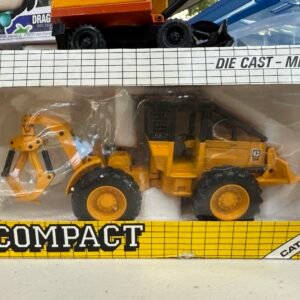 DRAG
DIE CAST - M
COMPACT
CAT